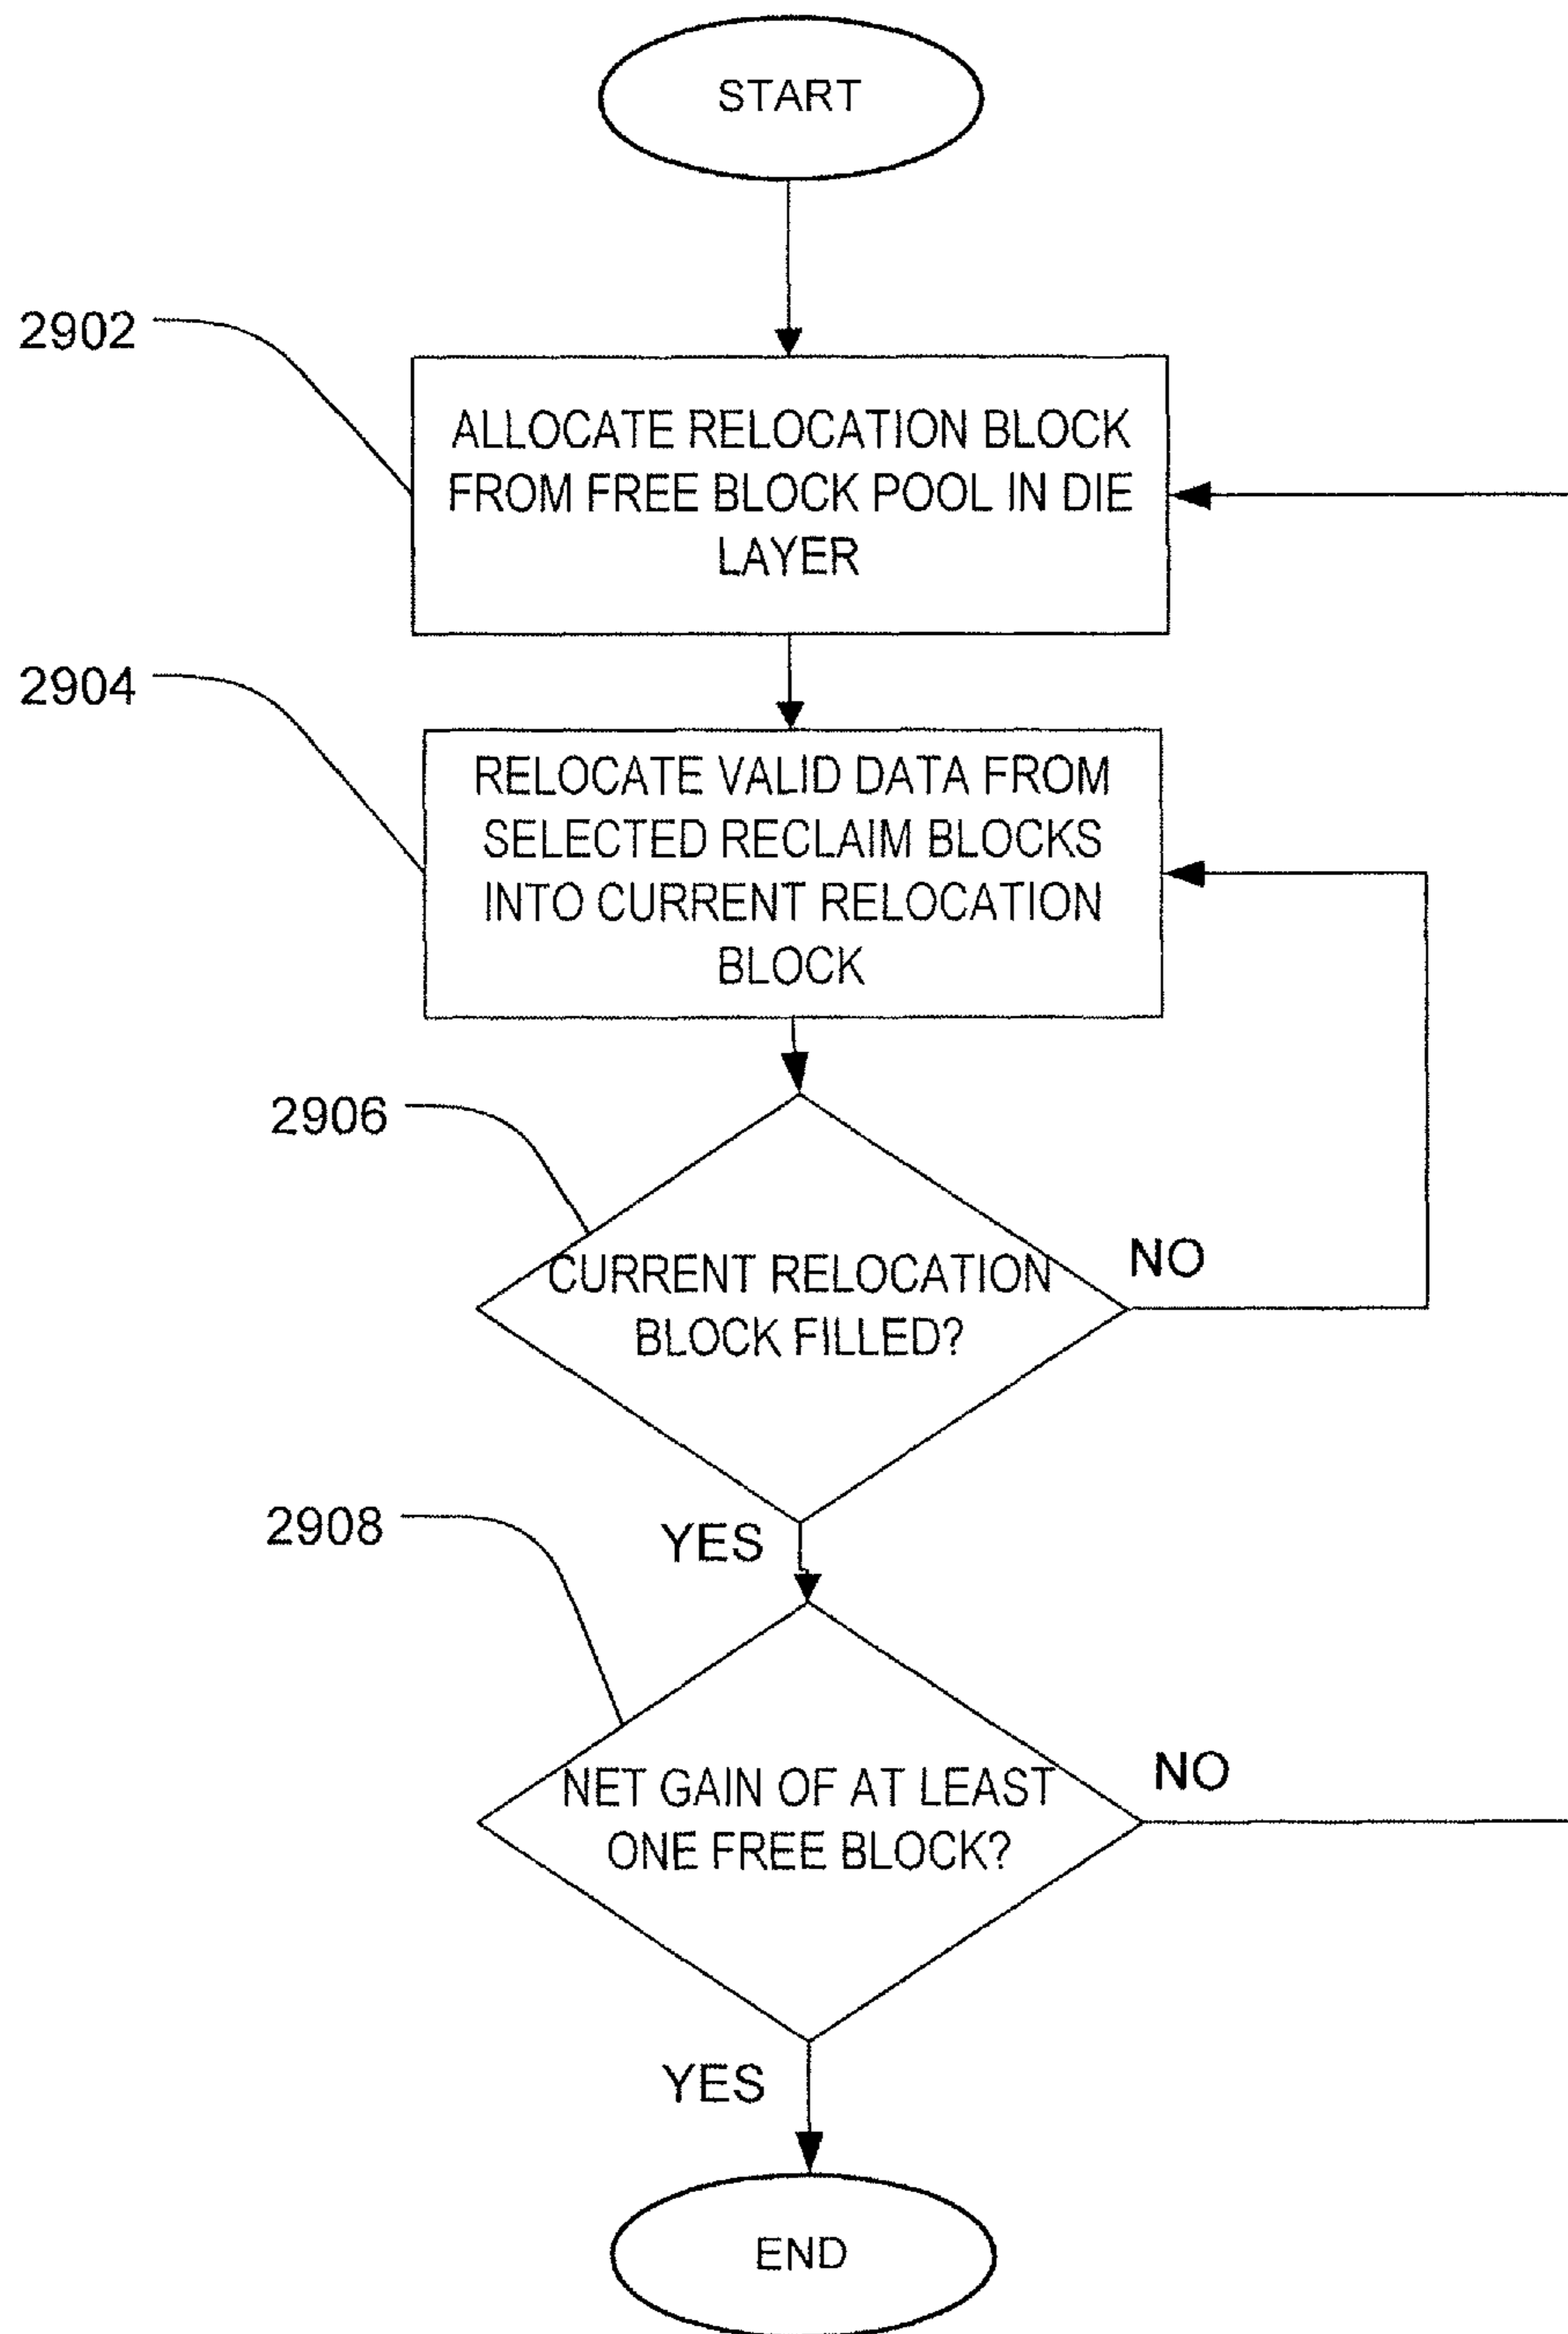 START
2902
ALLOCATE RELOCATION BLOCK
FROM FREE BLOCK POOL IN DIE
LAYER
2904
RELOCATE VALID DATA FROM
SELECTED RECLAIM BLOCKS
INTO CURRENT RELOCATION
BLOCK
2906
CURRENT RELOCATION
BLOCK FILLED?
NO
YES
2908
NET GAIN OF AT LEAST
ONE FREE BLOCK?
NO
YES
END